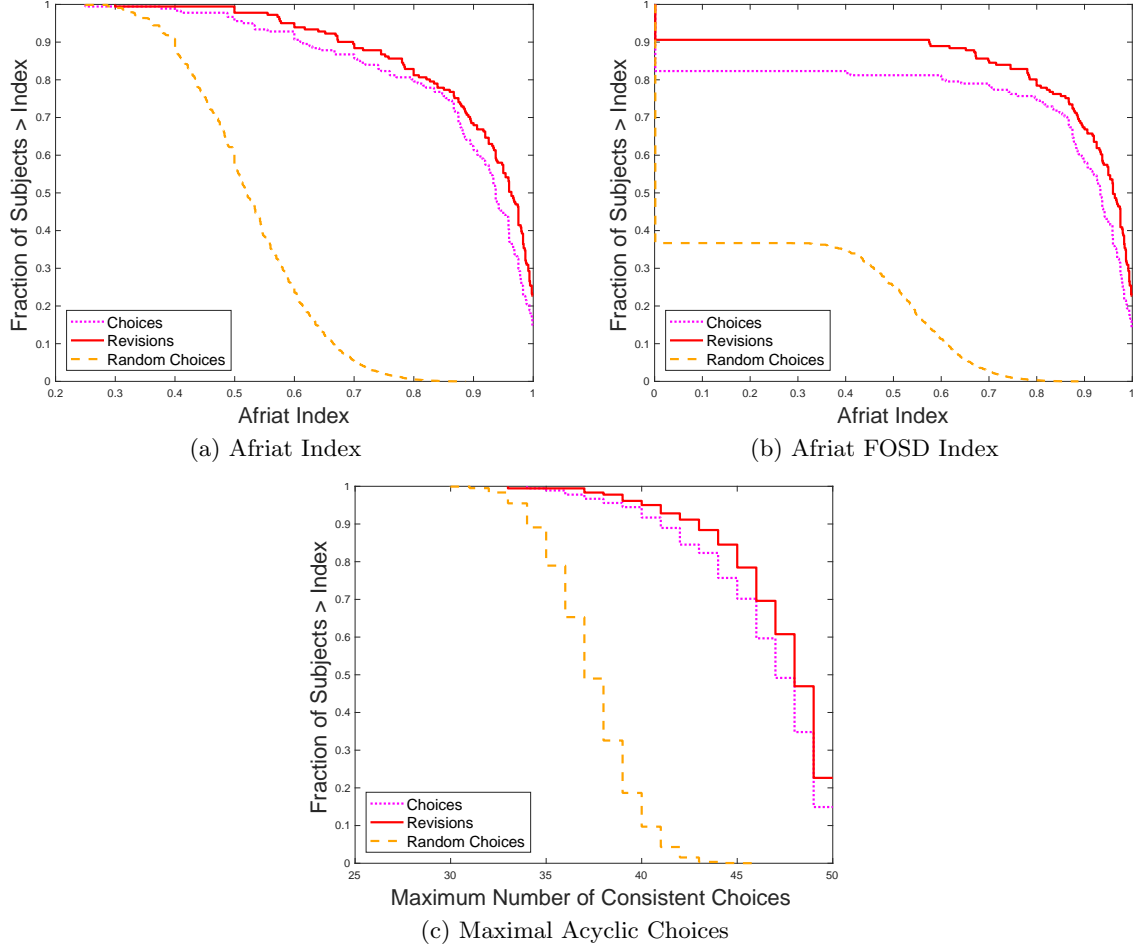 Fraction of Subjects > Index
1
0.9
0.8
0.7
0.6
0.5
0.4
0.3
0.2
0.1
0
Choices
Revisions
Random Choices
0.2 0.3 0.4 0.5 0.6 0.7 0.8 0.9 1
Afriat Index
(a) Afriat Index
Fraction of Subjects > Index
1
0.9
0.8
0.7
0.6
0.5
0.4
0.3
0.2
0.1
0
Choices
Revisions
Random Choices
0 0.1 0.2 0.3 0.4 0.5 0.6 0.7 0.8 0.9 1
Afriat Index
(b) Afriat FOSD Index
Fraction of Subjects > Index
1
0.9
0.8
0.7
0.6
0.5
0.4
0.3
0.2
0.1
0
Choices
Revisions
Random Choices
25 30 35 40 45 50
Maximum Number of Consistent Choices
(c) Maximal Acyclic Choices